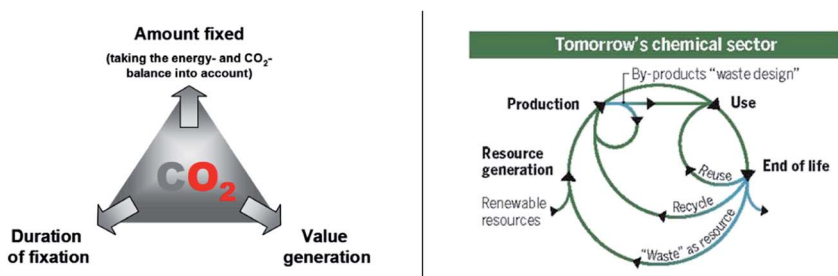 Amount fixed
(taking the energy- and CO₂-
balance into account)
CO₂
Duration
of fixation
Value
generation
Tomorrow's chemical sector
By-products "waste design"
Production
Use
Resource
generation
End of life
Reuse
Renewable
resources
Recycle
"Waste" as resource